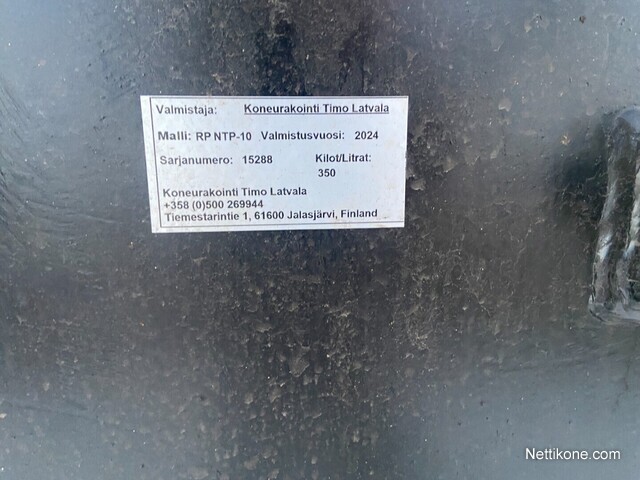 Valmistaja: Koneurakointi Timo Latvala
Malli: RP NTP-10 Valmistusvuosi: 2024
Sarjanumero: 15288 Kilot/Litrat:
350
Koneurakointi Timo Latvala
+358 (0)500 269944
Tiemestarintie 1, 61600 Jalasjärvi, Finland
Nettikone.com